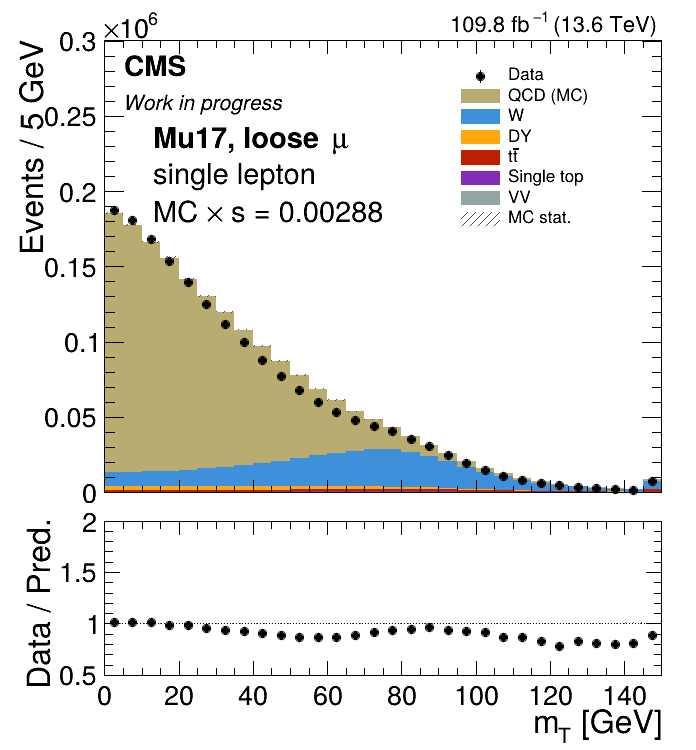 ×10⁶
109.8 fb⁻¹ (13.6 TeV)
Events / 5 GeV
0.3
0.25
0.2
0.15
0.1
0.05
0
CMS
Work in progress
Mu17, loose μ
single lepton
MC × s = 0.00288
Data
QCD (MC)
W
DY
tt̄
Single top
VV
MC stat.
Data / Pred.
2
1.5
1
0.5
0 20 40 60 80 100 120 140
m_T [GeV]